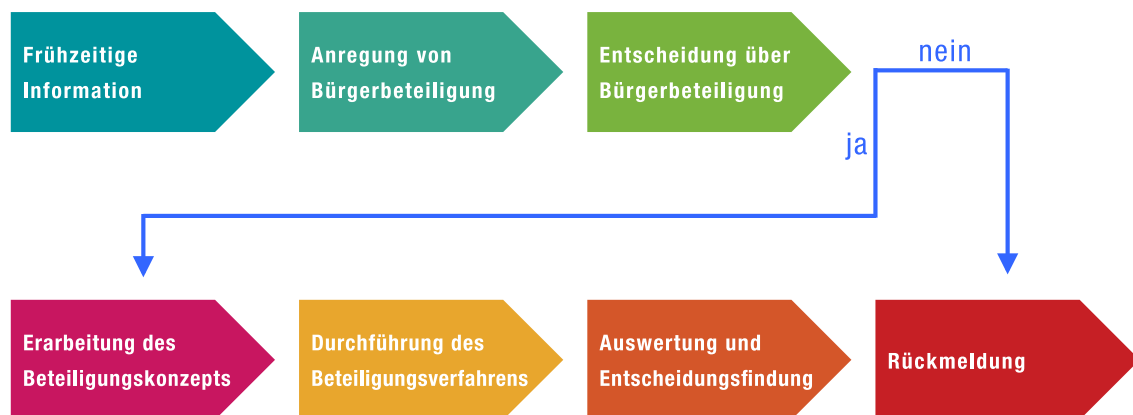 Frühzeitige
Information
Anregung von
Bürgerbeteiligung
Entscheidung über
Bürgerbeteiligung
nein
ja
Erarbeitung des
Beteiligungskonzepts
Durchführung des
Beteiligungsverfahrens
Auswertung und
Entscheidungsfindung
Rückmeldung